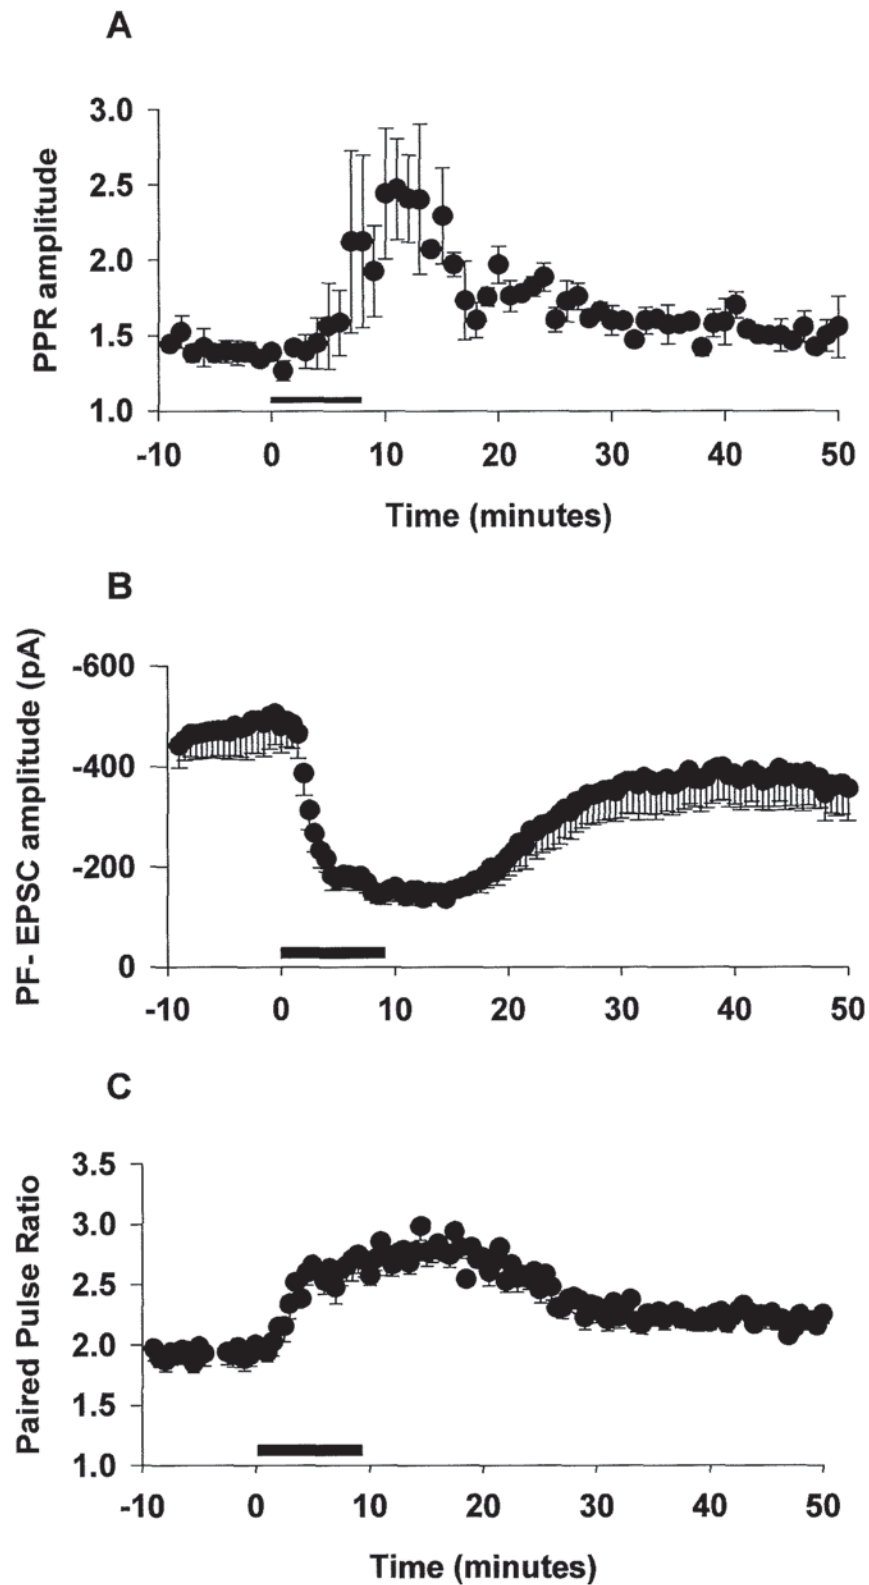 A
PPR amplitude
3.0
2.5
2.0
1.5
1.0
-10 0 10 20 30 40 50
Time (minutes)
B
PF- EPSC amplitude (pA)
-600
-400
-200
0
-10 0 10 20 30 40 50
C
Paired Pulse Ratio
3.5
3.0
2.5
2.0
1.5
1.0
-10 0 10 20 30 40 50
Time (minutes)